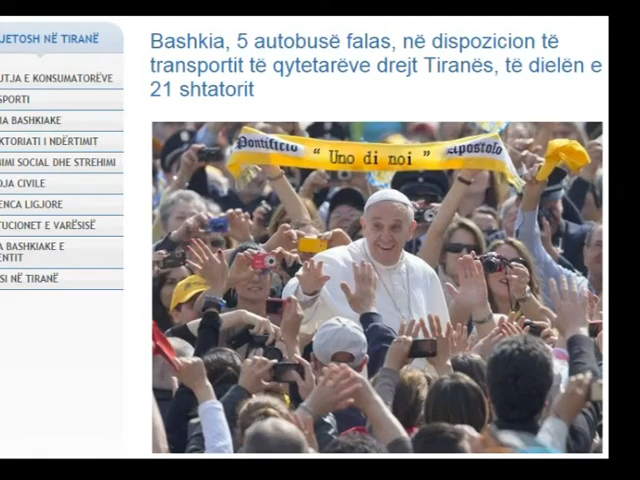 JETOSH NË TIRANË
UTJA E KONSUMATORËVE
SPORTI
IA BASHKIAKE
KTORIATI I NDËRTIMIT
BIMI SOCIAL DHE STREHIMI
OJA CIVILE
ENCA LIGJORE
TUCIONET E VARËSISË
A BASHKIAKE E
ENTIT
SI NË TIRANË
Bashkia, 5 autobusë falas, në dispozicion të
transportit të qytetarëve drejt Tiranës, të dielën e
21 shtatorit
Pontificio " Uno di noi " Apostolo